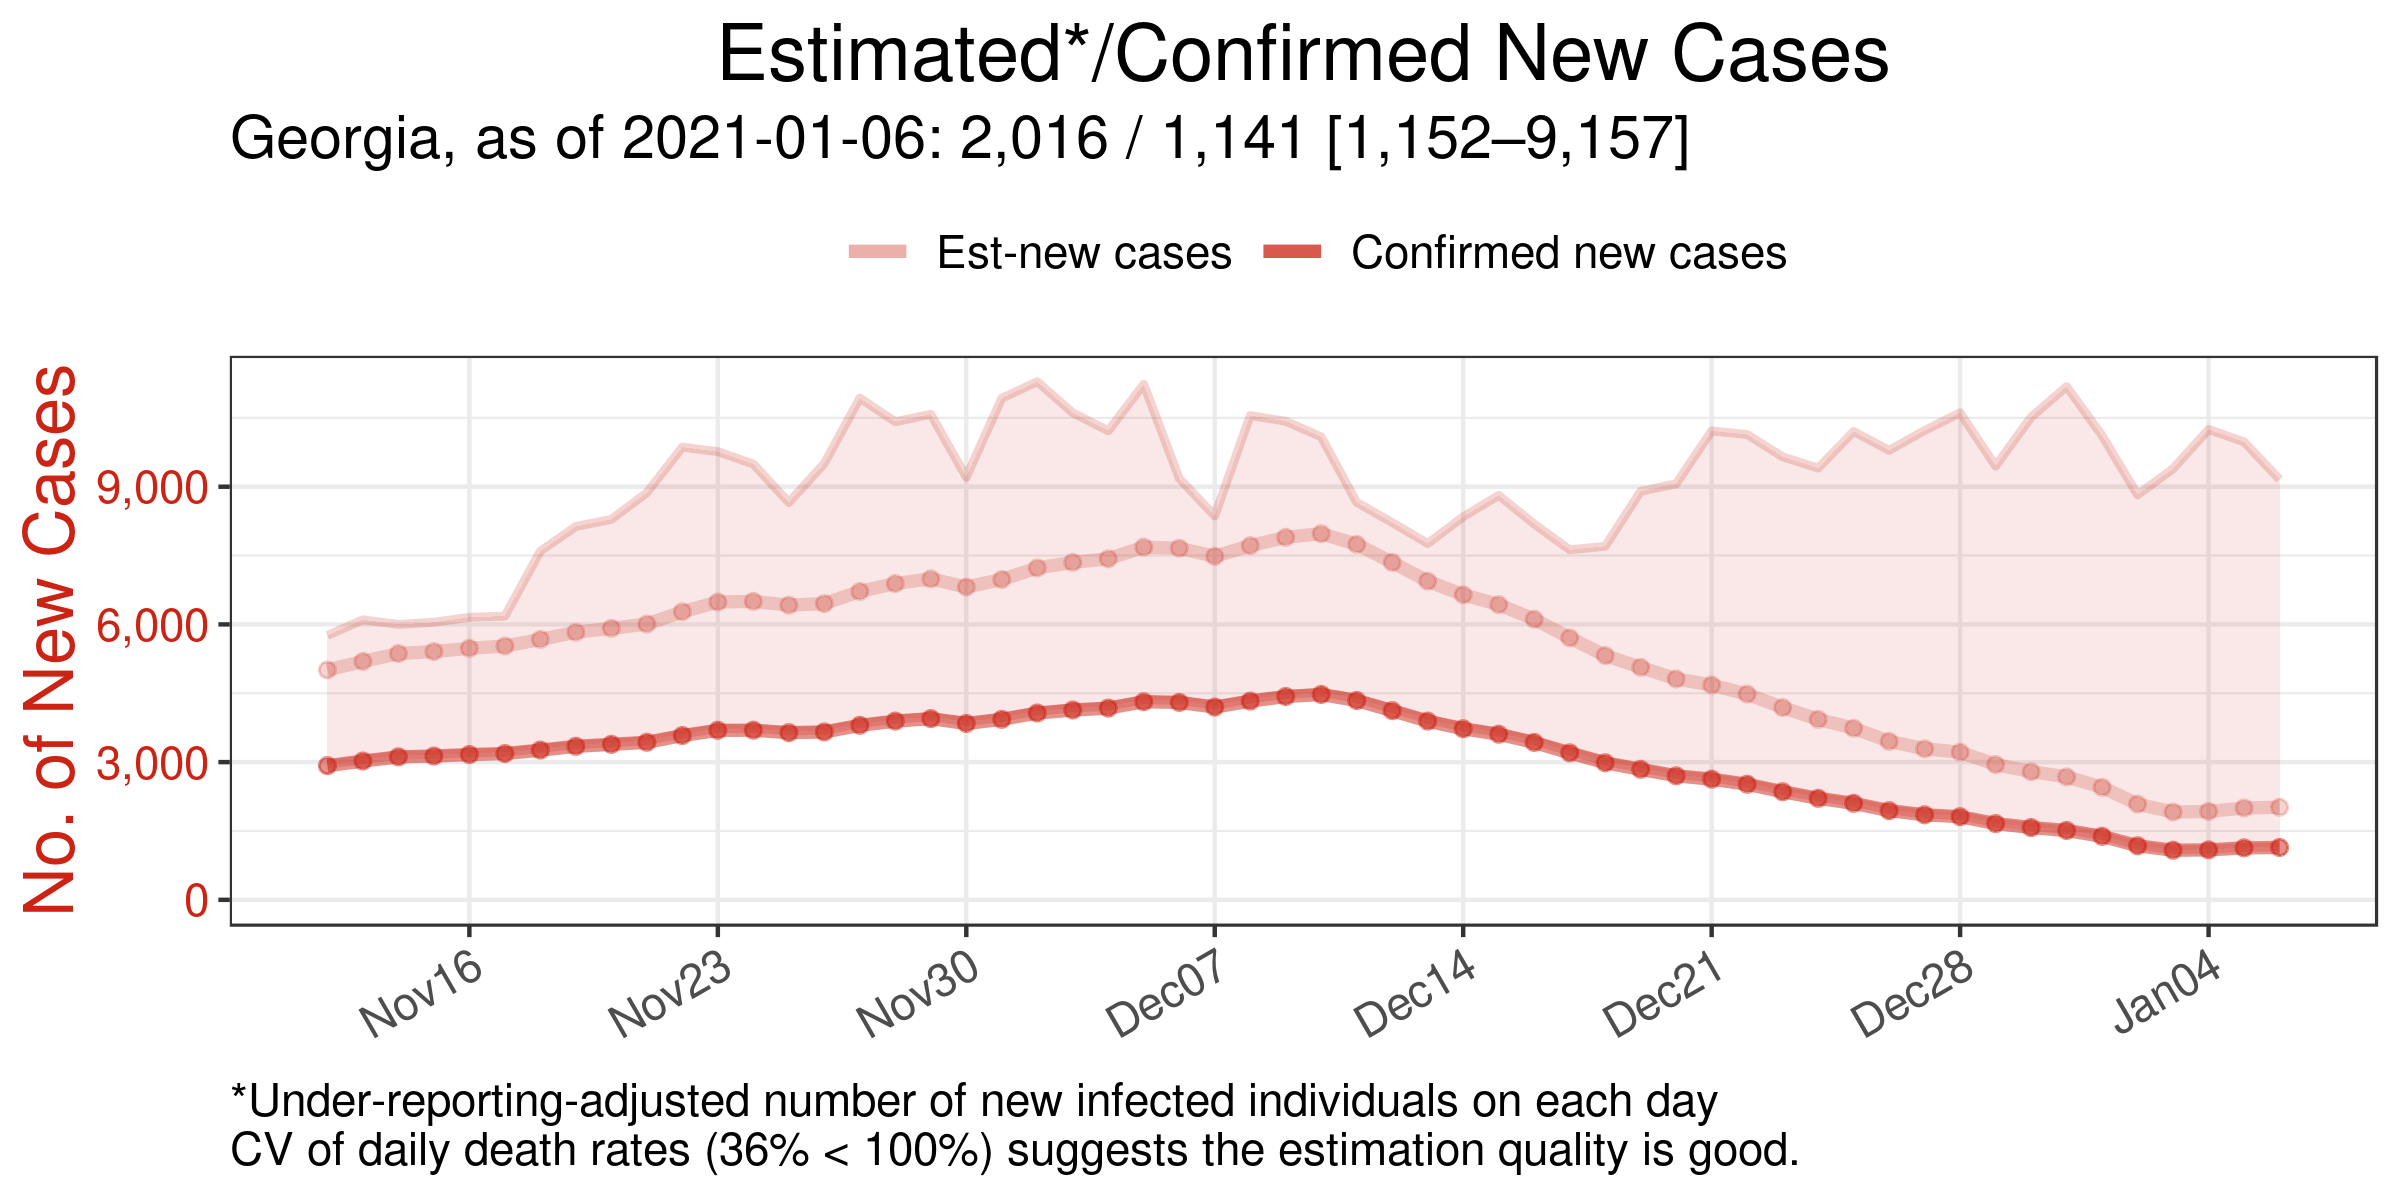 Estimated*/Confirmed New Cases
Georgia, as of 2021-01-06: 2,016 / 1,141 [1,152–9,157]
Est-new cases
Confirmed new cases
No. of New Cases
9,000
6,000
3,000
0
Nov16
Nov23
Nov30
Dec07
Dec14
Dec21
Dec28
Jan04
*Under-reporting-adjusted number of new infected individuals on each day
CV of daily death rates (36% < 100%) suggests the estimation quality is good.